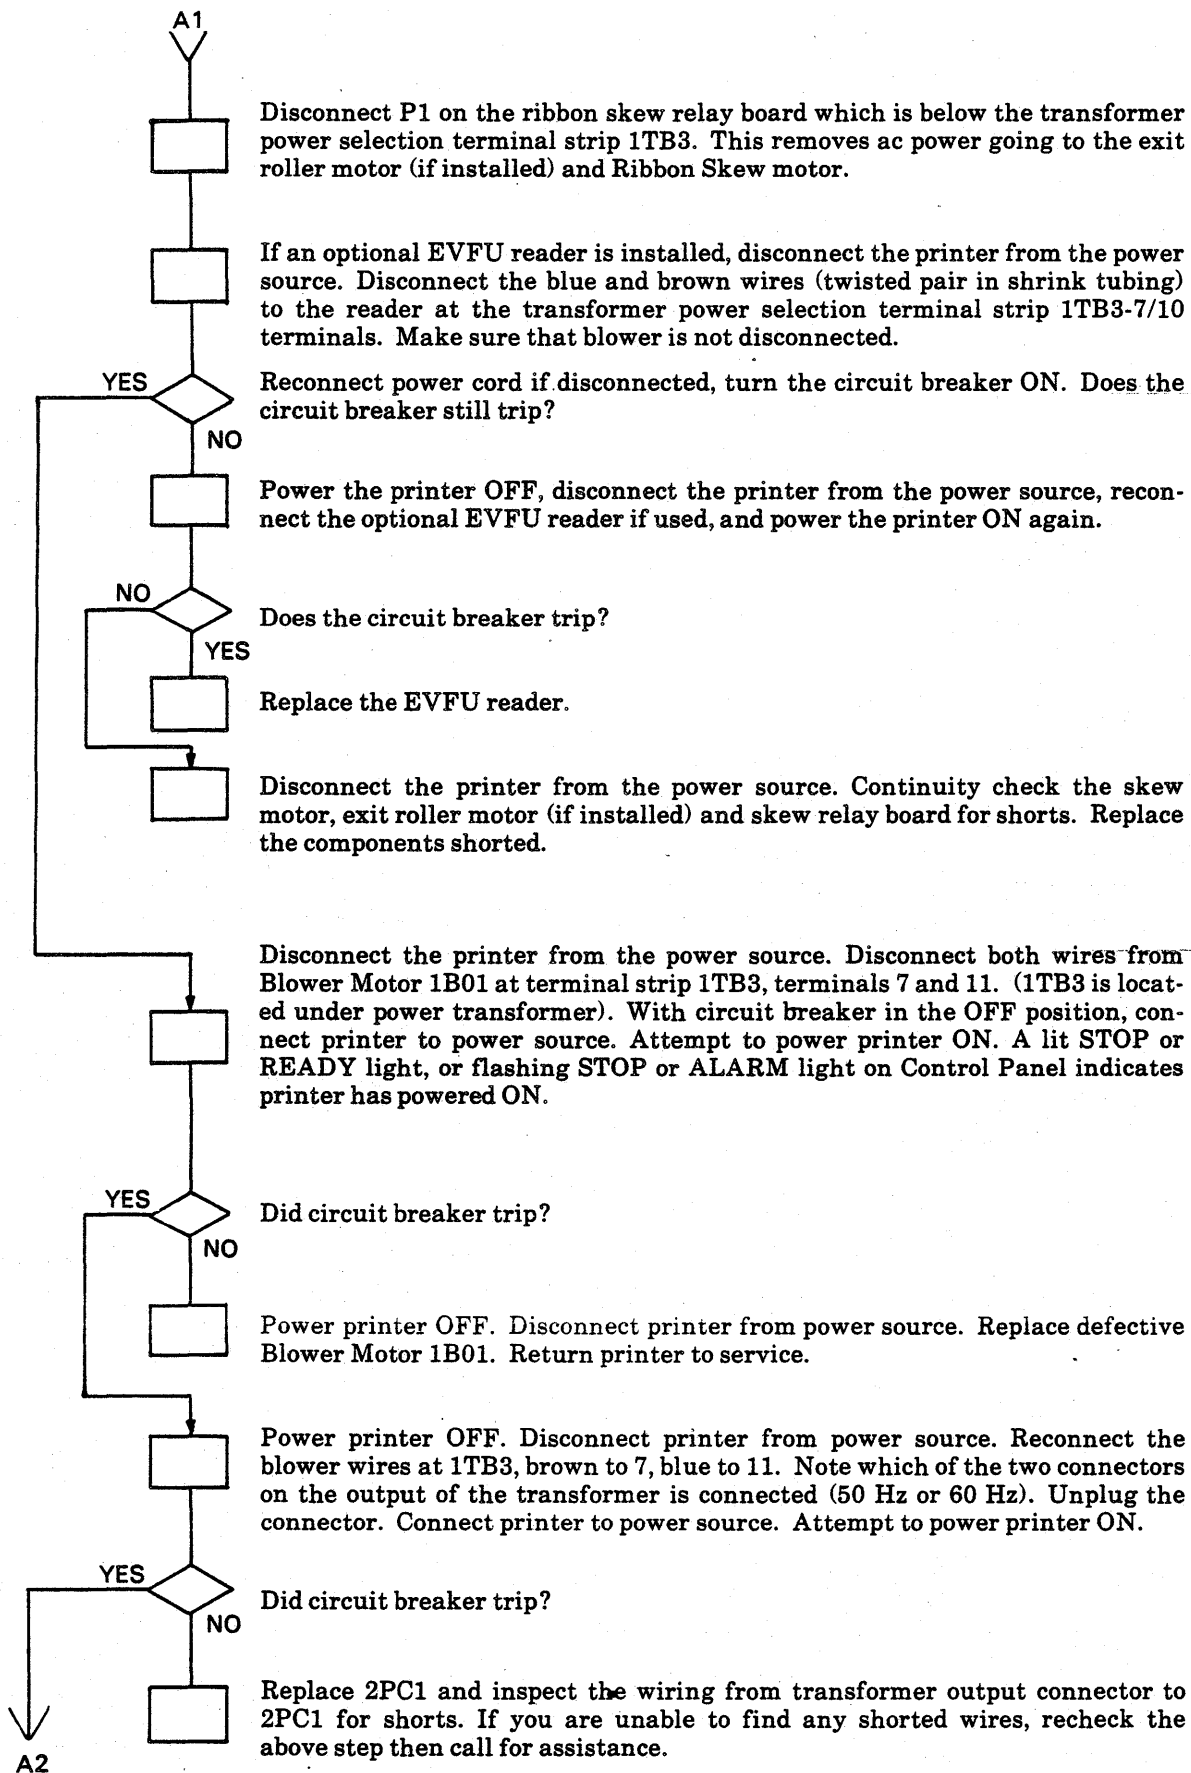 A1
Disconnect P1 on the ribbon skew relay board which is below the transformer
power selection terminal strip 1TB3. This removes ac power going to the exit
roller motor (if installed) and Ribbon Skew motor.
If an optional EVFU reader is installed, disconnect the printer from the power
source. Disconnect the blue and brown wires (twisted pair in shrink tubing)
to the reader at the transformer power selection terminal strip 1TB3-7/10
terminals. Make sure that blower is not disconnected.
YES
Reconnect power cord if disconnected, turn the circuit breaker ON. Does the
circuit breaker still trip?
NO
Power the printer OFF, disconnect the printer from the power source, recon-
nect the optional EVFU reader if used, and power the printer ON again.
NO
Does the circuit breaker trip?
YES
Replace the EVFU reader.
Disconnect the printer from the power source. Continuity check the skew
motor, exit roller motor (if installed) and skew relay board for shorts. Replace
the components shorted.
Disconnect the printer from the power source. Disconnect both wires from
Blower Motor 1B01 at terminal strip 1TB3, terminals 7 and 11. (1TB3 is locat-
ed under power transformer). With circuit breaker in the OFF position, con-
nect printer to power source. Attempt to power printer ON. A lit STOP or
READY light, or flashing STOP or ALARM light on Control Panel indicates
printer has powered ON.
YES
Did circuit breaker trip?
NO
Power printer OFF. Disconnect printer from power source. Replace defective
Blower Motor 1B01. Return printer to service.
Power printer OFF. Disconnect printer from power source. Reconnect the
blower wires at 1TB3, brown to 7, blue to 11. Note which of the two connectors
on the output of the transformer is connected (50 Hz or 60 Hz). Unplug the
connector. Connect printer to power source. Attempt to power printer ON.
YES
Did circuit breaker trip?
NO
Replace 2PC1 and inspect the wiring from transformer output connector to
2PC1 for shorts. If you are unable to find any shorted wires, recheck the
above step then call for assistance.
A2